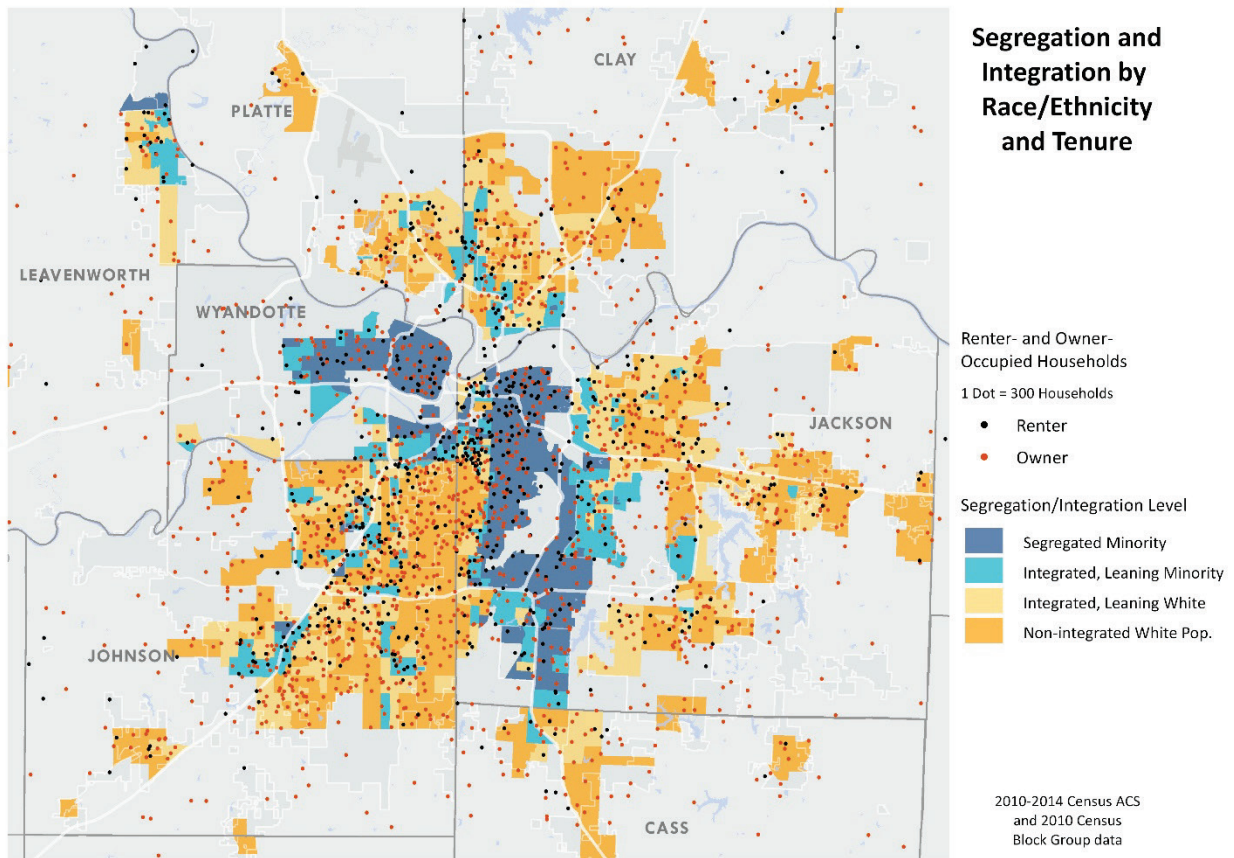 Segregation and
Integration by
Race/Ethnicity
and Tenure
CLAY
PLATTE
LEAVENWORTH
WYANDOTTE
JACKSON
JOHNSON
CASS
Renter- and Owner-
Occupied Households
1 Dot = 300 Households
Renter
Owner
Segregation/Integration Level
Segregated Minority
Integrated, Leaning Minority
Integrated, Leaning White
Non-integrated White Pop.
2010-2014 Census ACS
and 2010 Census
Block Group data